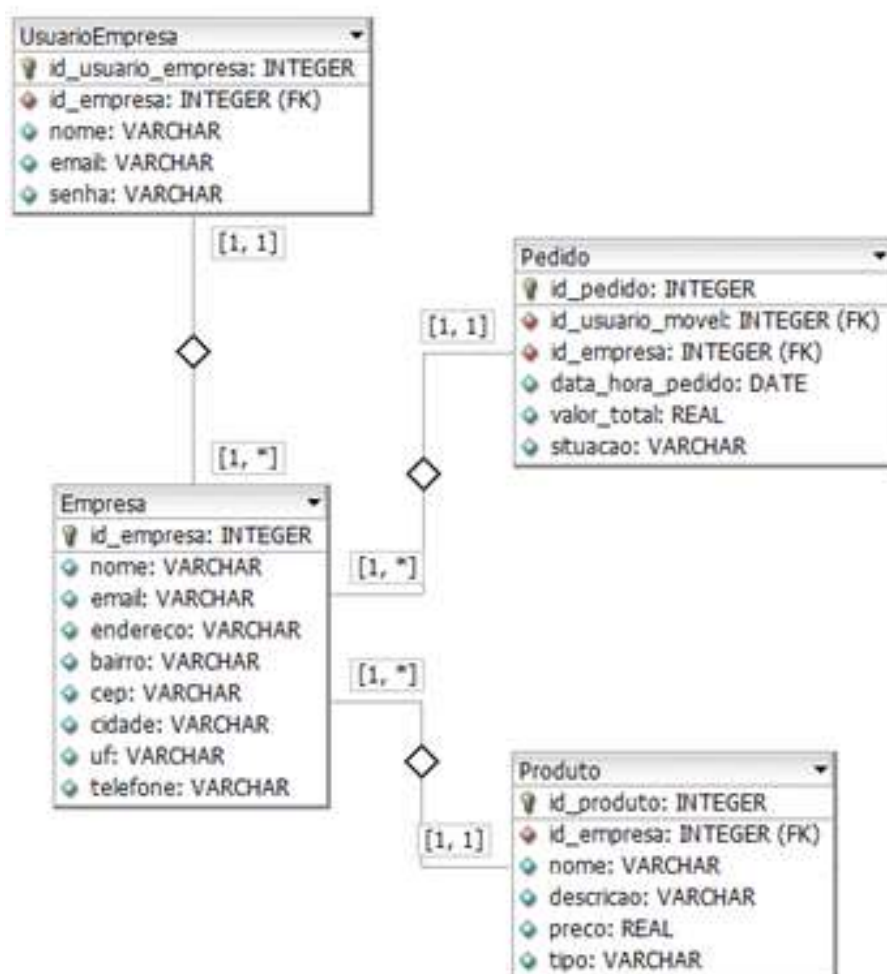 UsuarioEmpresa
id_usuario_empresa: INTEGER
id_empresa: INTEGER (FK)
nome: VARCHAR
email: VARCHAR
senha: VARCHAR
[1, 1]
Pedido
id_pedido: INTEGER
id_usuario_movel: INTEGER (FK)
id_empresa: INTEGER (FK)
data_hora_pedido: DATE
valor_total: REAL
situacao: VARCHAR
[1, 1]
[1, *]
Empresa
id_empresa: INTEGER
nome: VARCHAR
email: VARCHAR
endereco: VARCHAR
bairro: VARCHAR
cep: VARCHAR
cidade: VARCHAR
uf: VARCHAR
telefone: VARCHAR
[1, *]
[1, *]
[1, 1]
Produto
id_produto: INTEGER
id_empresa: INTEGER (FK)
nome: VARCHAR
descricao: VARCHAR
preco: REAL
tipo: VARCHAR